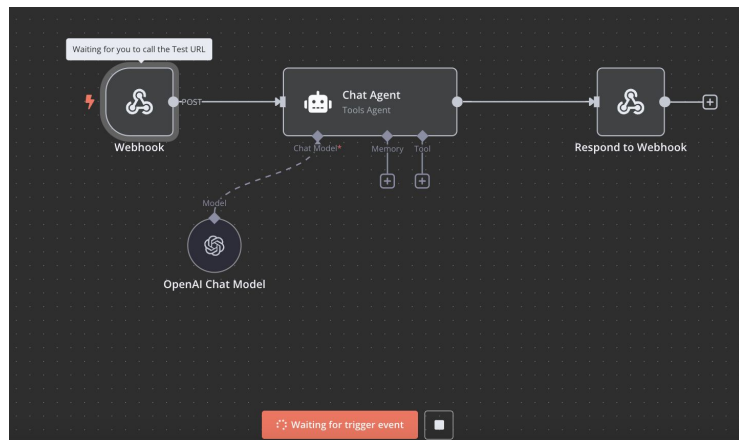 Waiting for you to call the Test URL
POST
Chat Agent
Tools Agent
Webhook
Chat Model*
Memory
Tool
Respond to Webhook
Model
OpenAI Chat Model
Waiting for trigger event